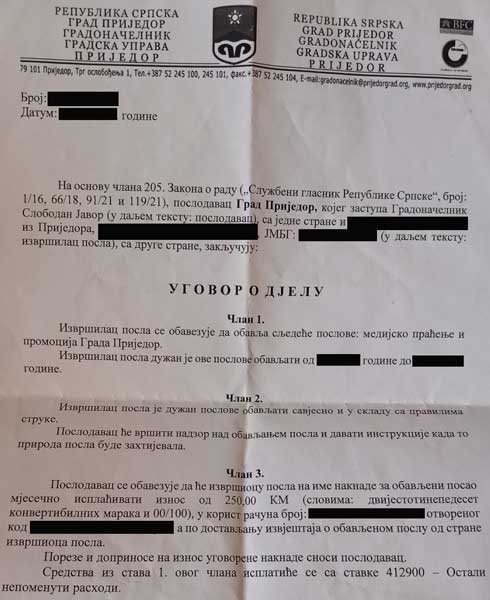 РЕПУБЛИКА СРПСКА
ГРАД ПРИЈЕДОР
ГРАДОНАЧЕЛНИК
ГРАДСКА УПРАВА
ПРИЈЕДОР
REPUBLIKA SRPSKA
GRAD PRIJEDOR
GRADONAČELNIK
GRADSKA UPRAVA
PRIJEDOR
BFC
79 101 Приједор, Трг ослобођења 1, Тел.+387 52 245 100, 245 101, факс.+387 52 245 104, E-mail:gradonacelnik@prijedorgrad.org, www.prijedorgrad.org
Број:
Датум: године
На основу члана 205. Закона о раду („Службени гласник Републике Српске“, број:
1/16, 66/18, 91/21 и 119/21), послодавац Град Приједор, којег заступа Градоначелник
Слободан Јавор (у даљем тексту: послодавац), са једне стране и
из Приједора, , ЈМБГ: (у даљем тексту:
извршилац посла), са друге стране, закључују:
УГОВОР О ДЈЕЛУ
Члан 1.
Извршилац посла се обавезује да обавља сљедеће послове: медијско праћење и
промоција Града Приједор.
Извршилац посла дужан је ове послове обављати од године до
године.
Члан 2.
Извршилац посла је дужан послове обављати савјесно и у складу са правилима
струке.
Послодавац ће вршити надзор над обављањем посла и давати инструкције када то
природа посла буде захтијевала.
Члан 3.
Послодавац се обавезује да ће извршиоцу посла на име накнаде за обављени посао
мјесечно исплаћивати износ од 250,00 КМ (словима: двијестотинепедесет
конвертибилних марака и 00/100), у корист рачуна број: отвореног
код а по достављању извјештаја о обављеном послу од стране
извршиоца посла.
Порезе и доприносе на износ уговорене накнаде сноси послодавац.
Средства из става 1. овог члана исплатиће се са ставке 412900 – Остали
непоменути расходи.